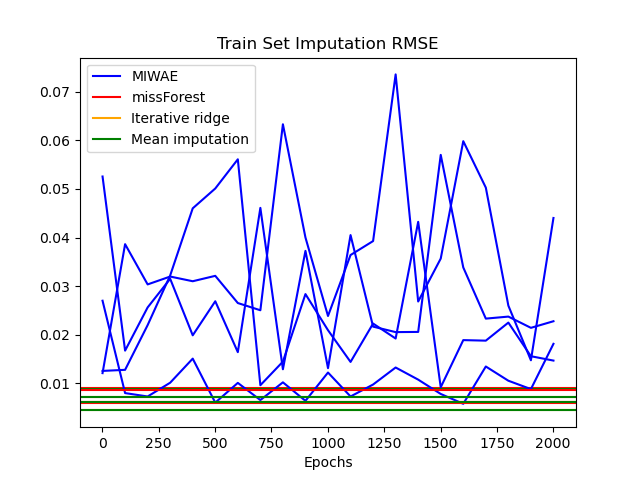 Train Set Imputation RMSE
MIWAE
missForest
Iterative ridge
Mean imputation
0.07
0.06
0.05
0.04
0.03
0.02
0.01
0 250 500 750 1000 1250 1500 1750 2000
Epochs